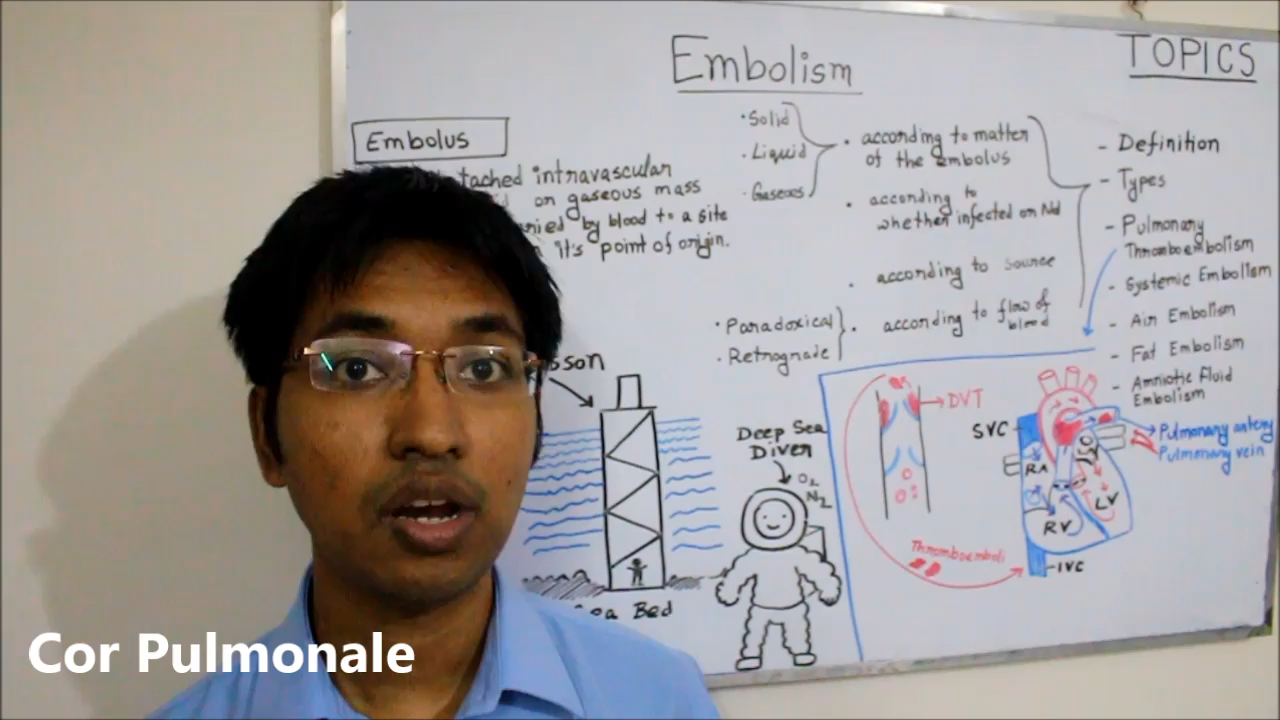 Embolism
TOPICS
Embolus
tached intravascular
on gaseous mass
ried by blood to a site
it's point of origin.
• Solid
• Liquid
• Gaseoes
• according to matter
of the embolus
• according to
whether infected or Not
• according to source
• according to flow of
blood
• Paradoxical
• Retrograde
- Definition
- Types
- Pulmonary
Thromboembolism
- Systemic Embolism
- Air Embolism
- Fat Embolism
- Amniotic fluid
Embolism
sson
Sea Bed
Deep Sea
Diver
O2
N2
DVT
Thromboemboli
SVC
RA
RV
LV
IVC
Pulmonary artery
Pulmonary vein
Cor Pulmonale